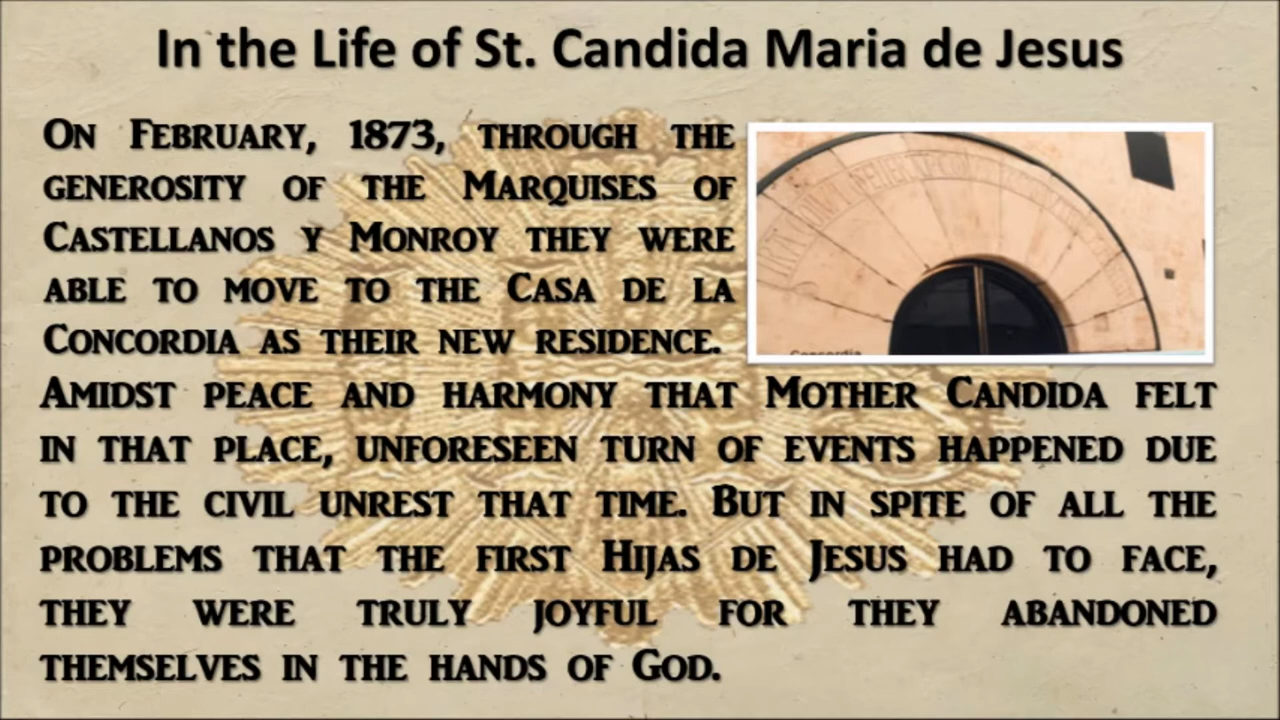 In the Life of St. Candida Maria de Jesus
On February, 1873, through the
generosity of the Marquises of
Castellanos y Monroy they were
able to move to the Casa de la
Concordia as their new residence.
Amidst peace and harmony that Mother Candida felt
in that place, unforeseen turn of events happened due
to the civil unrest that time. But in spite of all the
problems that the first Hijas de Jesus had to face,
they were truly joyful for they abandoned
themselves in the hands of God.